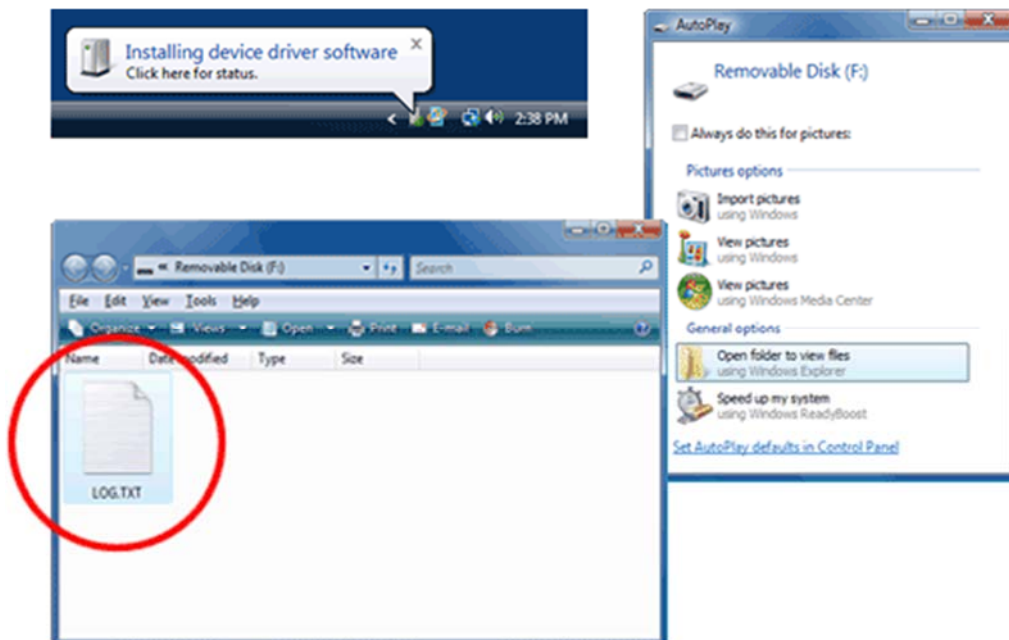 Installing device driver software
Click here for status.
2:38 PM
AutoPlay
Removable Disk (F:)
Always do this for pictures:
Pictures options
Import pictures
using Windows
View pictures
using Windows
View pictures
using Windows Media Center
General options
Open folder to view files
using Windows Explorer
Speed up my system
using Windows ReadyBoost
Set AutoPlay defaults in Control Panel
Removable Disk (F:)
Search
File Edit View Tools Help
Organize Views Open Print E-mail Burn
Name Date modified Type Size
LOG.TXT